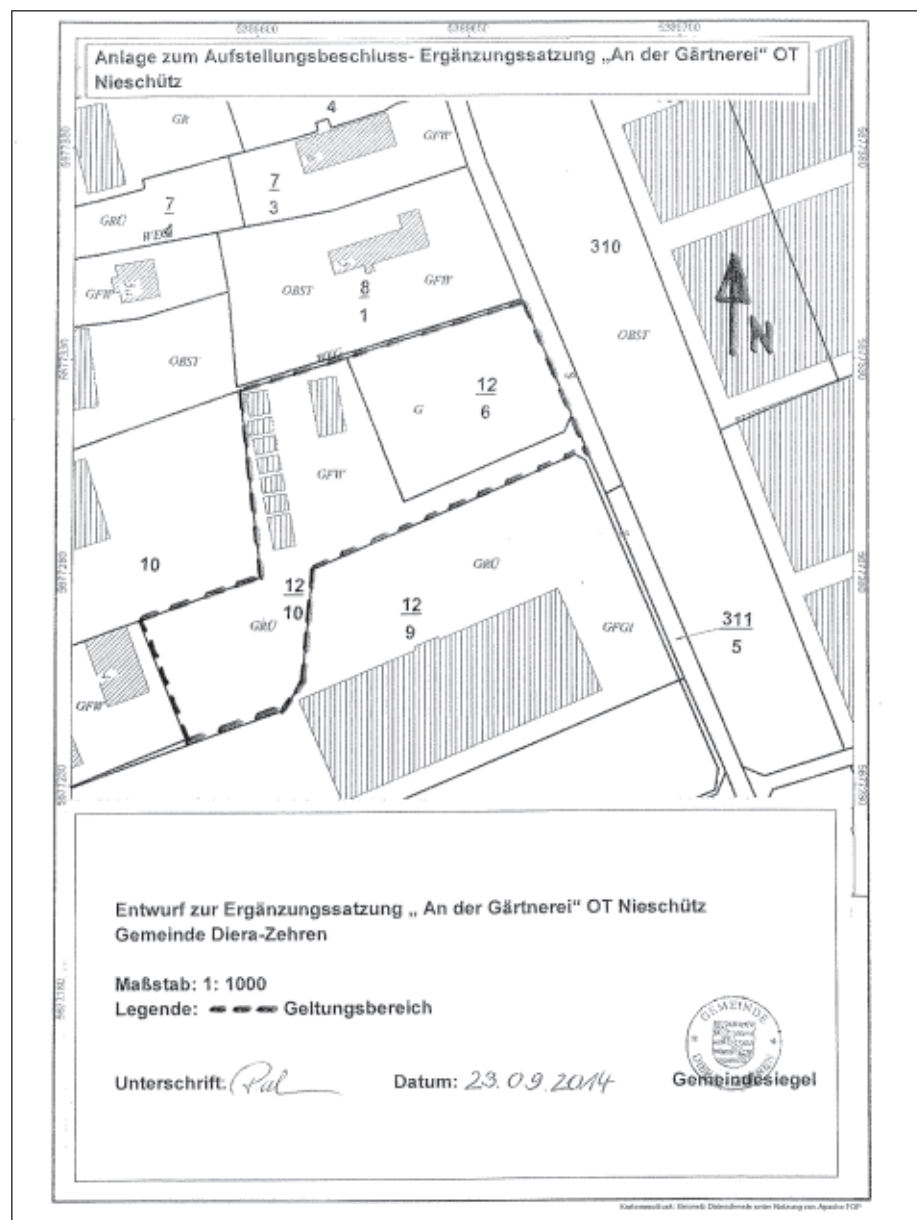 Anlage zum Aufstellungsbeschluss- Ergänzungssatzung „An der Gärtnerei“ OT
Nieschütz
4
GR
GFW
7
3
7
4
GRÜ
310
GFW
OBST
8
1
GFW
OBST
OBST
N
12
6
G
GFW
10
12
10
GRÜ
GRÜ
12
9
GFGI
311
5
GFW
Entwurf zur Ergänzungssatzung „ An der Gärtnerei“ OT Nieschütz
Gemeinde Diera-Zehren
Maßstab: 1: 1000
Legende: Geltungsbereich
GEMEINDE
Unterschrift: Datum: 23.09.2014 Gemeindesiegel